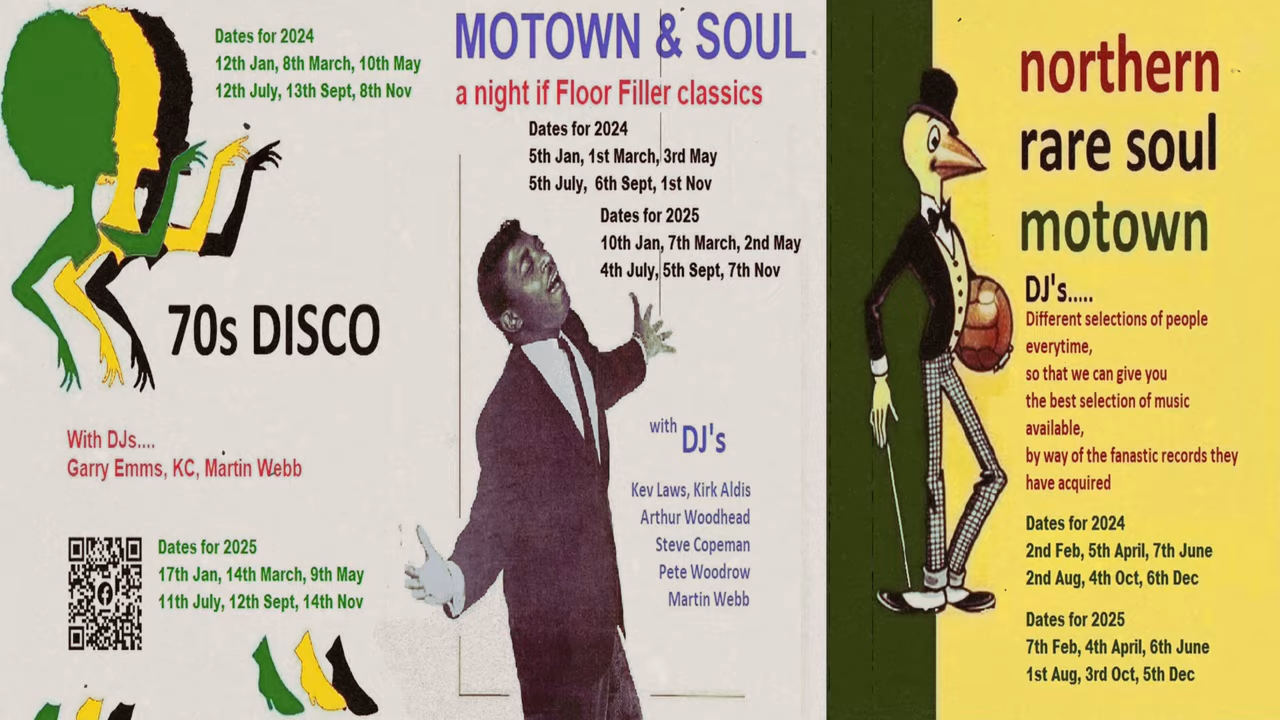 Dates for 2024
12th Jan, 8th March, 10th May
12th July, 13th Sept, 8th Nov
70s DISCO
With DJs....
Garry Emms, KC, Martin Webb
Dates for 2025
17th Jan, 14th March, 9th May
11th July, 12th Sept, 14th Nov
MOTOWN & SOUL
a night if Floor Filler classics
Dates for 2024
5th Jan, 1st March, 3rd May
5th July, 6th Sept, 1st Nov
Dates for 2025
10th Jan, 7th March, 2nd May
4th July, 5th Sept, 7th Nov
with DJ's
Kev Laws, Kirk Aldis
Arthur Woodhead
Steve Copeman
Pete Woodrow
Martin Webb
northern
rare soul
motown
DJ's.....
Different selections of people
everytime,
so that we can give you
the best selection of music
available,
by way of the fanastic records they
have acquired
Dates for 2024
2nd Feb, 5th April, 7th June
2nd Aug, 4th Oct, 6th Dec
Dates for 2025
7th Feb, 4th April, 6th June
1st Aug, 3rd Oct, 5th Dec